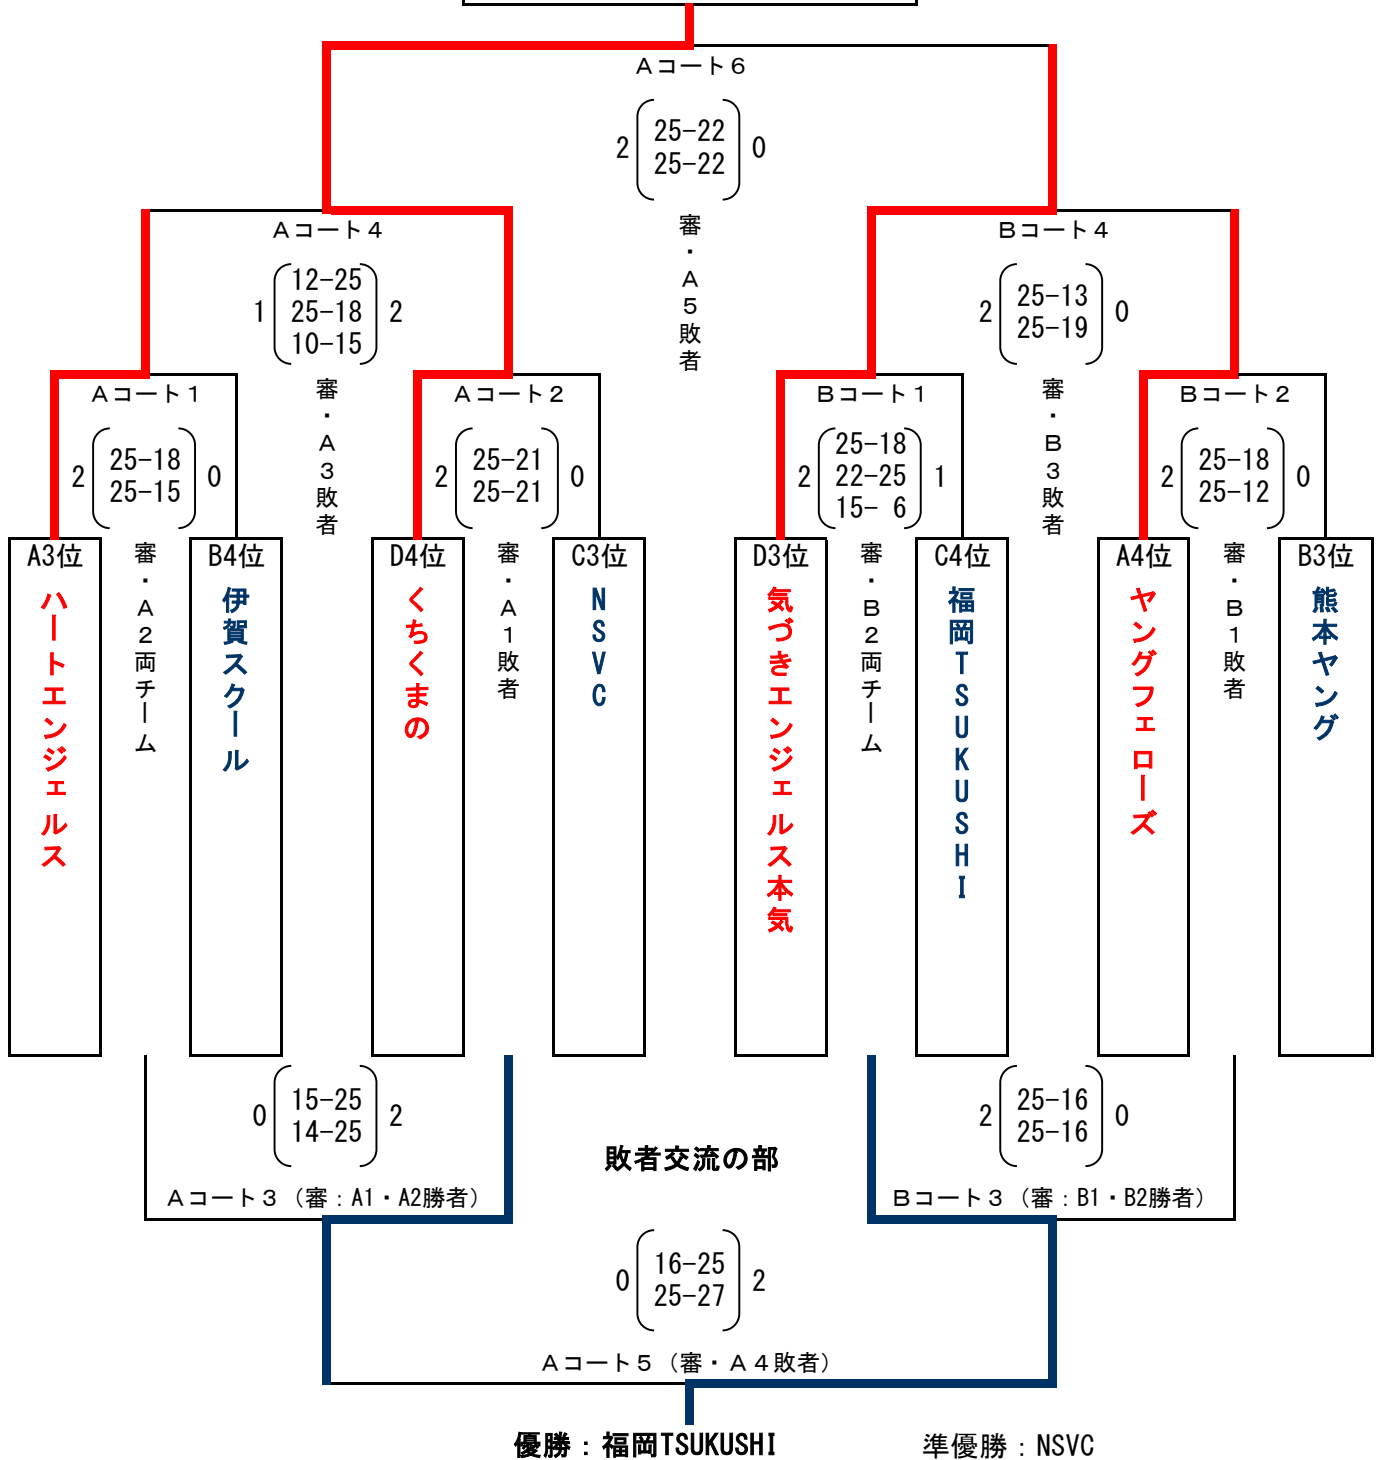 Ａコート６
2 25-22 0
25-22
審・Ａ５敗者
Ａコート４
1 12-25 2
25-18
10-15
審・Ａ３敗者
Ｂコート４
2 25-13 0
25-19
審・Ｂ３敗者
Ａコート１
2 25-18 0
25-15
審・Ａ２両チーム
Ａコート２
2 25-21 0
25-21
審・Ａ１敗者
Ｂコート１
2 25-18 1
22-25
15- 6
審・Ｂ２両チーム
Ｂコート２
2 25-18 0
25-12
審・Ｂ１敗者
A3位
ハートエンジェルス
B4位
伊賀スクール
D4位
くちくまの
C3位
NSVC
D3位
気づきエンジェルス本気
C4位
福岡TSUKUSHI
A4位
ヤングフェローズ
B3位
熊本ヤング
0 15-25 2
14-25
Ａコート３（審：A1・A2勝者）
2 25-16 0
25-16
Ｂコート３（審：B1・B2勝者）
敗者交流の部
0 16-25 2
25-27
Ａコート５（審・Ａ４敗者）
優勝：福岡TSUKUSHI
準優勝：NSVC